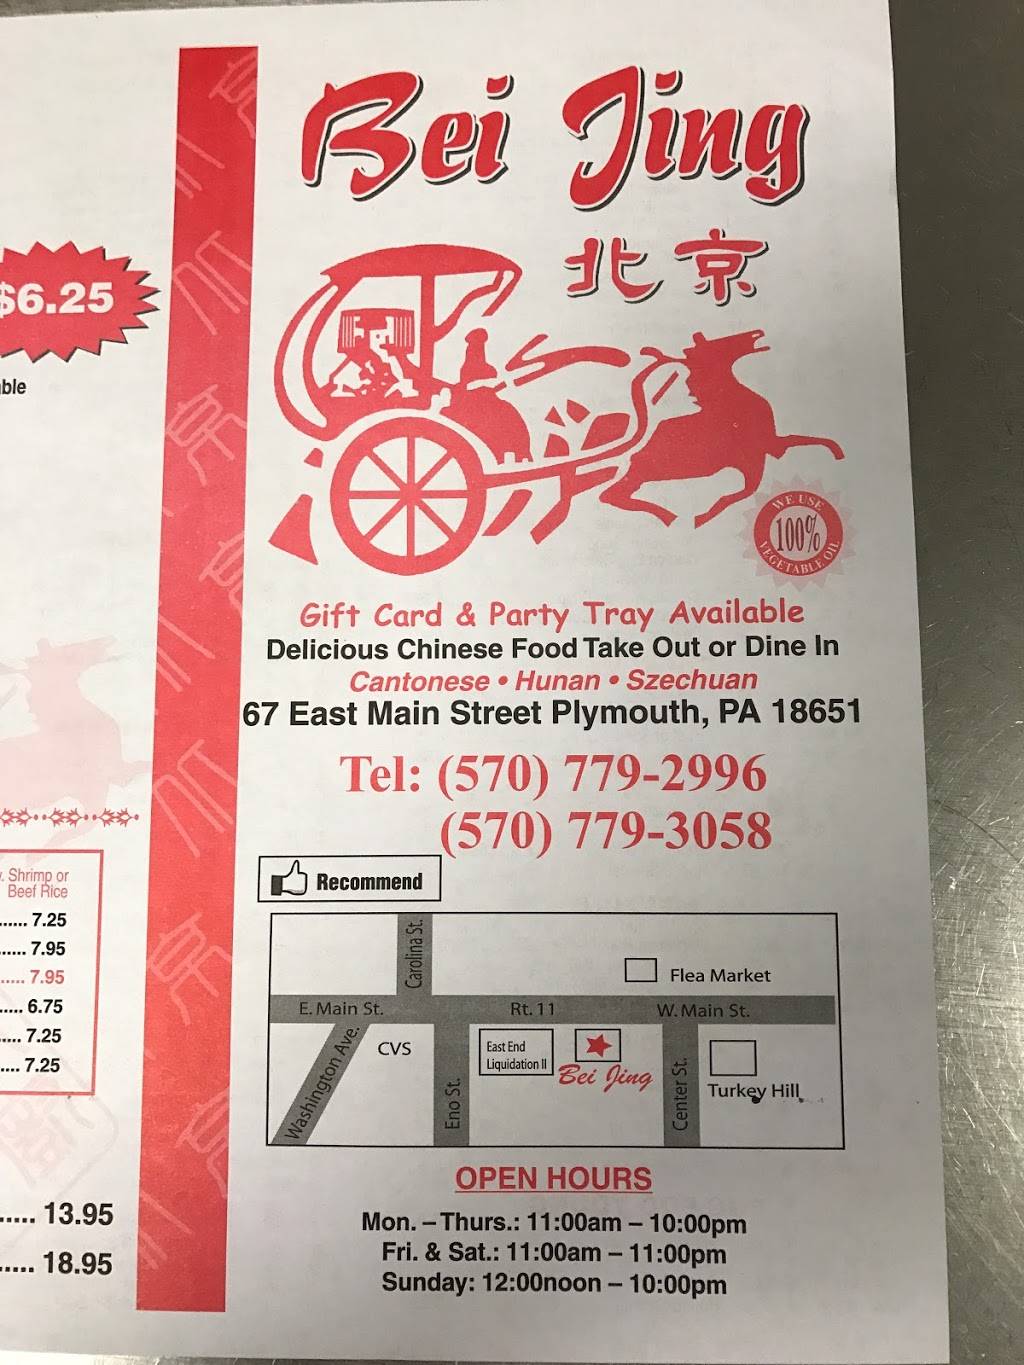 $6.25
Shrimp or
Beef Rice
...... 7.25
...... 7.95
..... 7.95
..... 6.75
..... 7.25
.... 7.25
..... 13.95
..... 18.95
Bei Jing
北京
WE USE
100%
VEGETABLE OIL
Gift Card & Party Tray Available
Delicious Chinese Food Take Out or Dine In
Cantonese • Hunan • Szechuan
67 East Main Street Plymouth, PA 18651
Tel: (570) 779-2996
(570) 779-3058
Recommend
Carolina St.
Flea Market
E. Main St.
Rt. 11
W. Main St.
Washington Ave.
CVS
Eno St.
East End
Liquidation II
Bei Jing
Center St.
Turkey Hill
OPEN HOURS
Mon. – Thurs.: 11:00am – 10:00pm
Fri. & Sat.: 11:00am – 11:00pm
Sunday: 12:00noon – 10:00pm